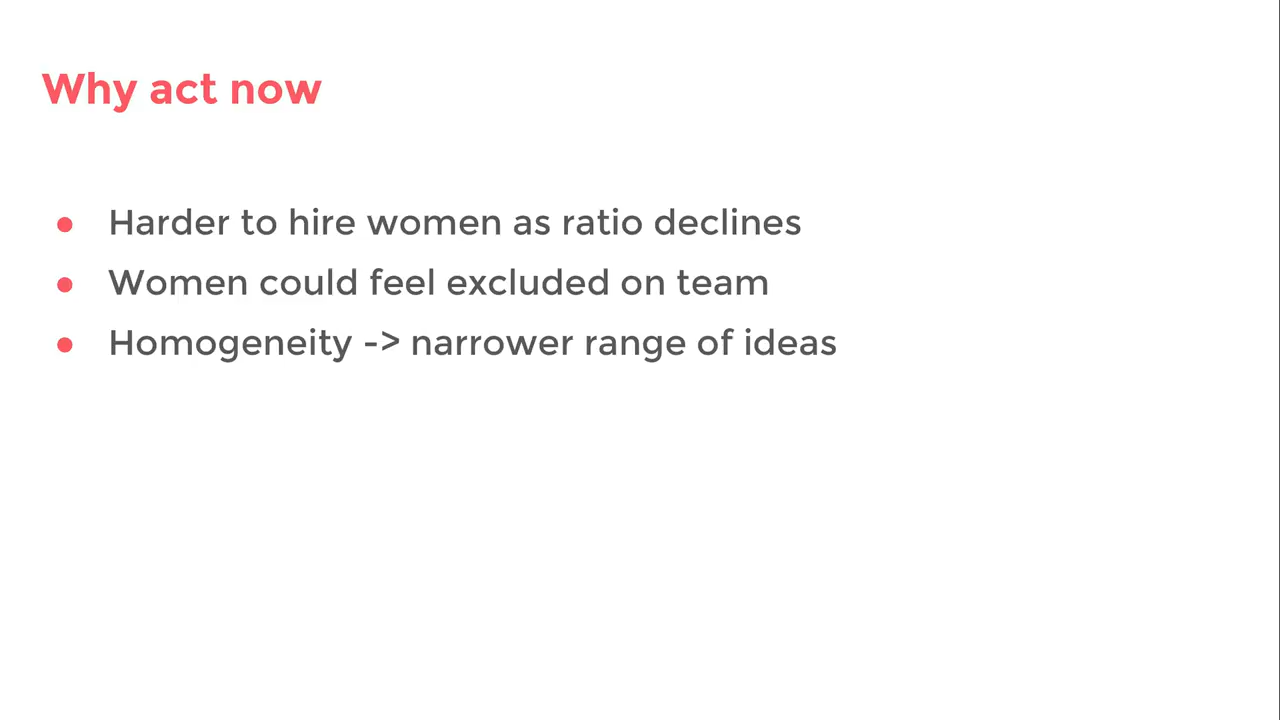 Why act now
● Harder to hire women as ratio declines
● Women could feel excluded on team
● Homogeneity -> narrower range of ideas